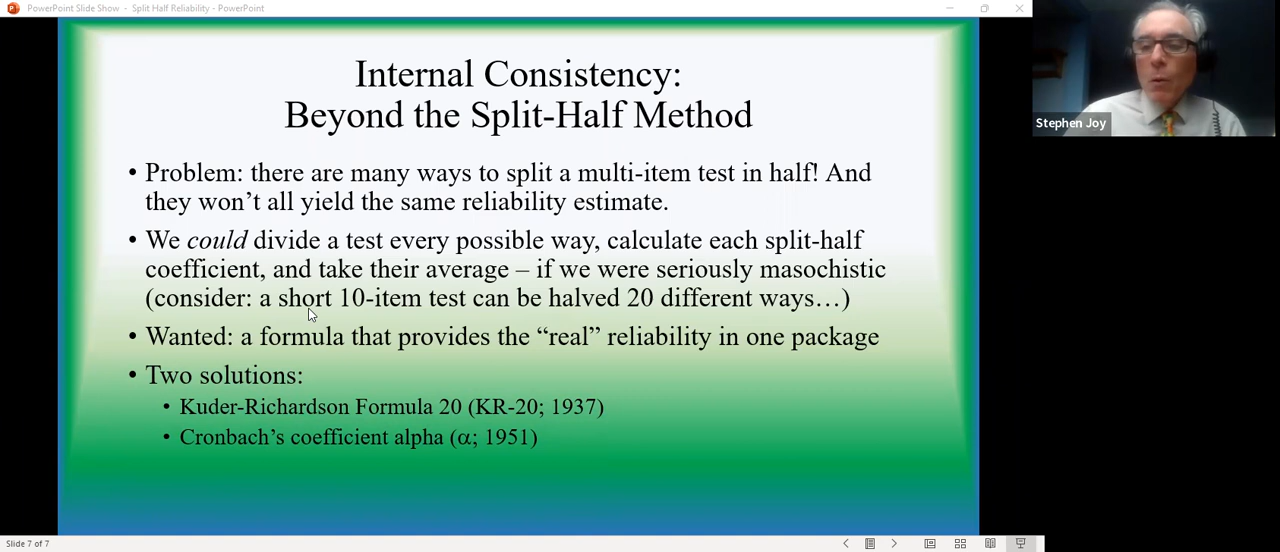 PowerPoint Slide Show - Split Half Reliability - PowerPoint
Internal Consistency:
Beyond the Split-Half Method
• Problem: there are many ways to split a multi-item test in half! And
they won’t all yield the same reliability estimate.
• We could divide a test every possible way, calculate each split-half
coefficient, and take their average – if we were seriously masochistic
(consider: a short 10-item test can be halved 20 different ways…)
• Wanted: a formula that provides the “real” reliability in one package
• Two solutions:
• Kuder-Richardson Formula 20 (KR-20; 1937)
• Cronbach’s coefficient alpha (α; 1951)
Stephen Joy
Slide 7 of 7